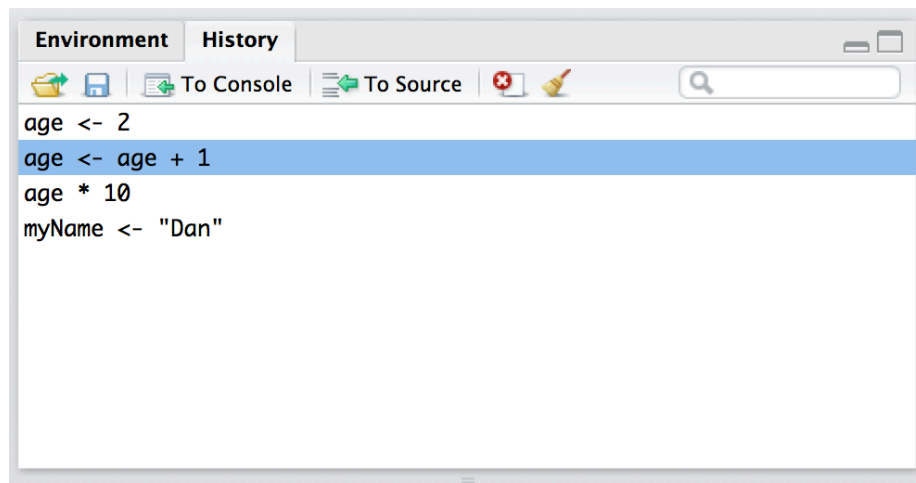 Environment History
To Console To Source
age <- 2
age <- age + 1
age * 10
myName <- "Dan"